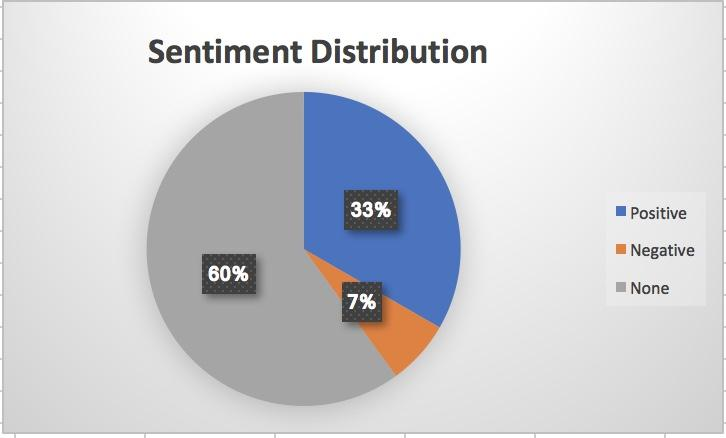 Sentiment Distribution
33%
60%
7%
Positive
Negative
None